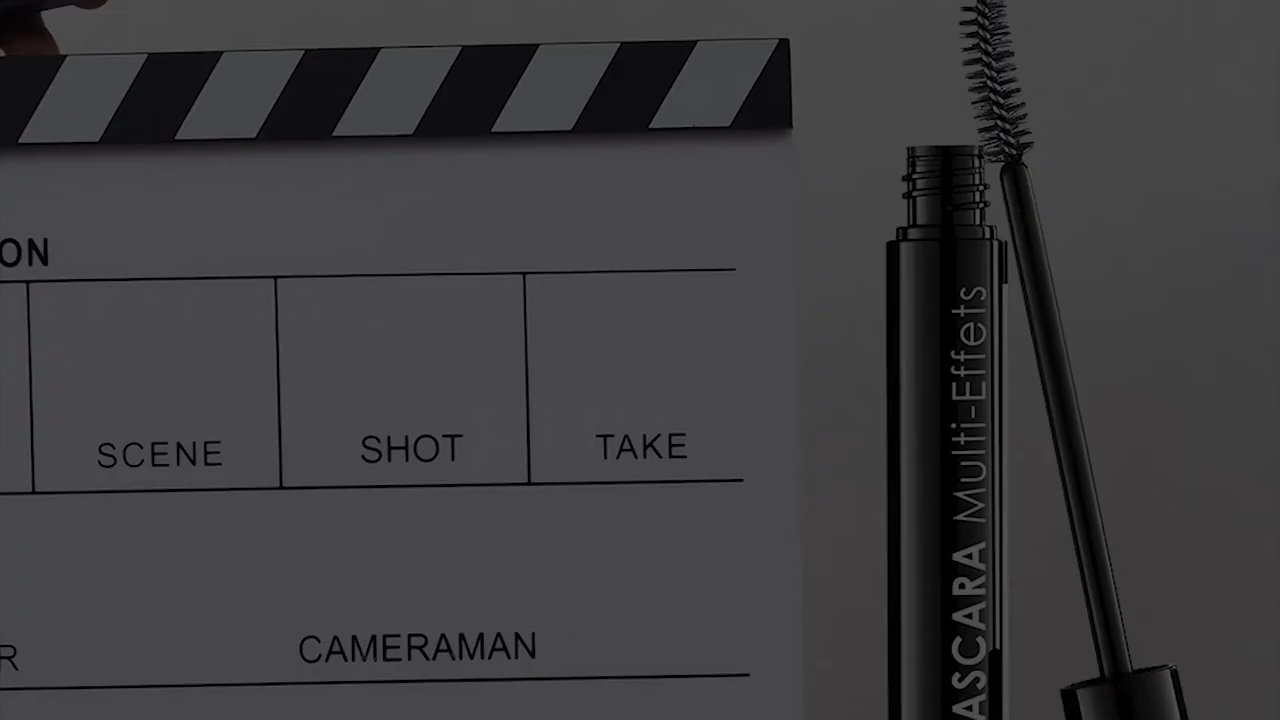 ON
SCENE
SHOT
TAKE
R
CAMERAMAN
ASCARA Multi-Effets